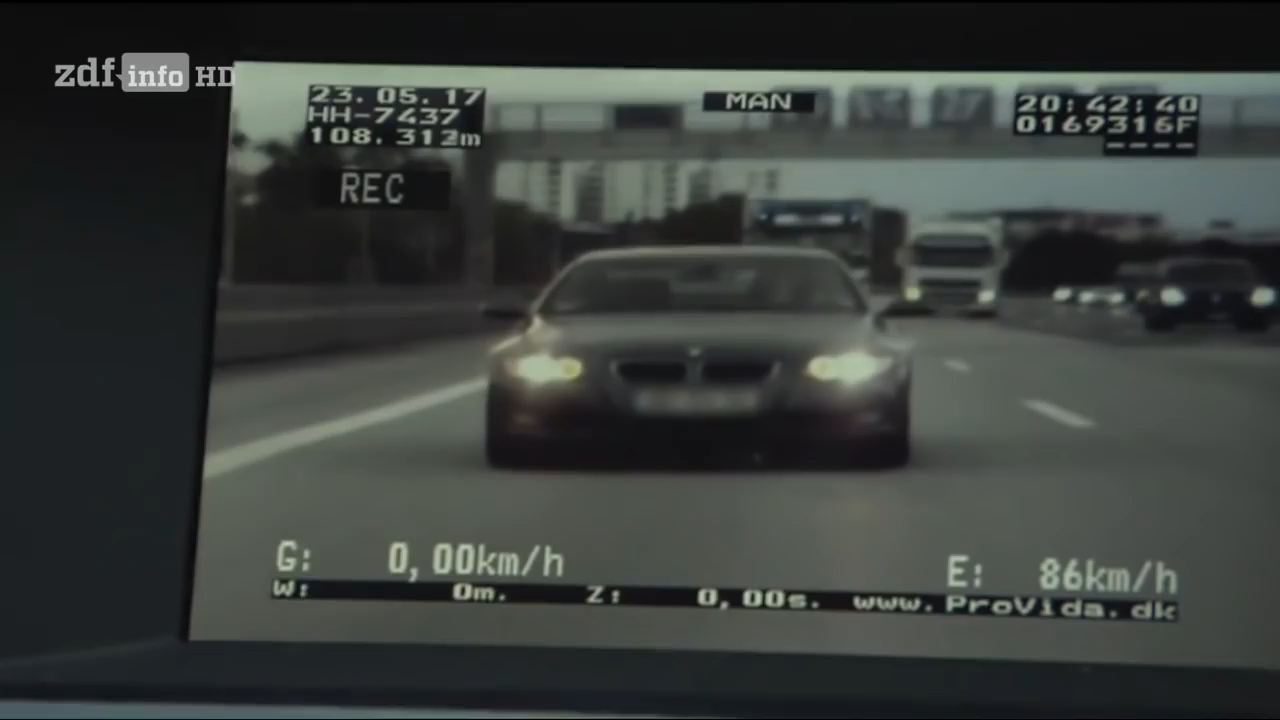 zdf info HD
23.05.17
HH-7437
108.312m
REC
MAN
20:42:40
0169316F
----
G: 0,00km/h
E: 86km/h
W: 0m. Z: 0,00s. www.ProVida.dk